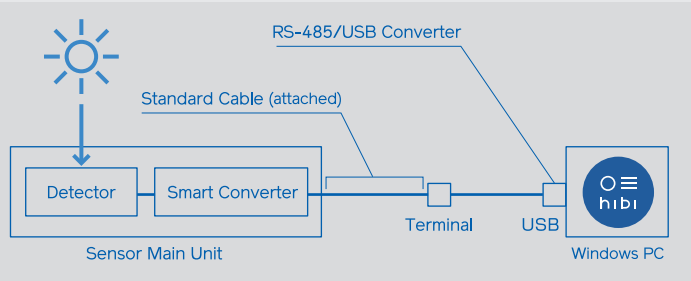 RS-485/USB Converter
Standard Cable (attached)
Detector
Smart Converter
hibi
Terminal
USB
Sensor Main Unit
Windows PC